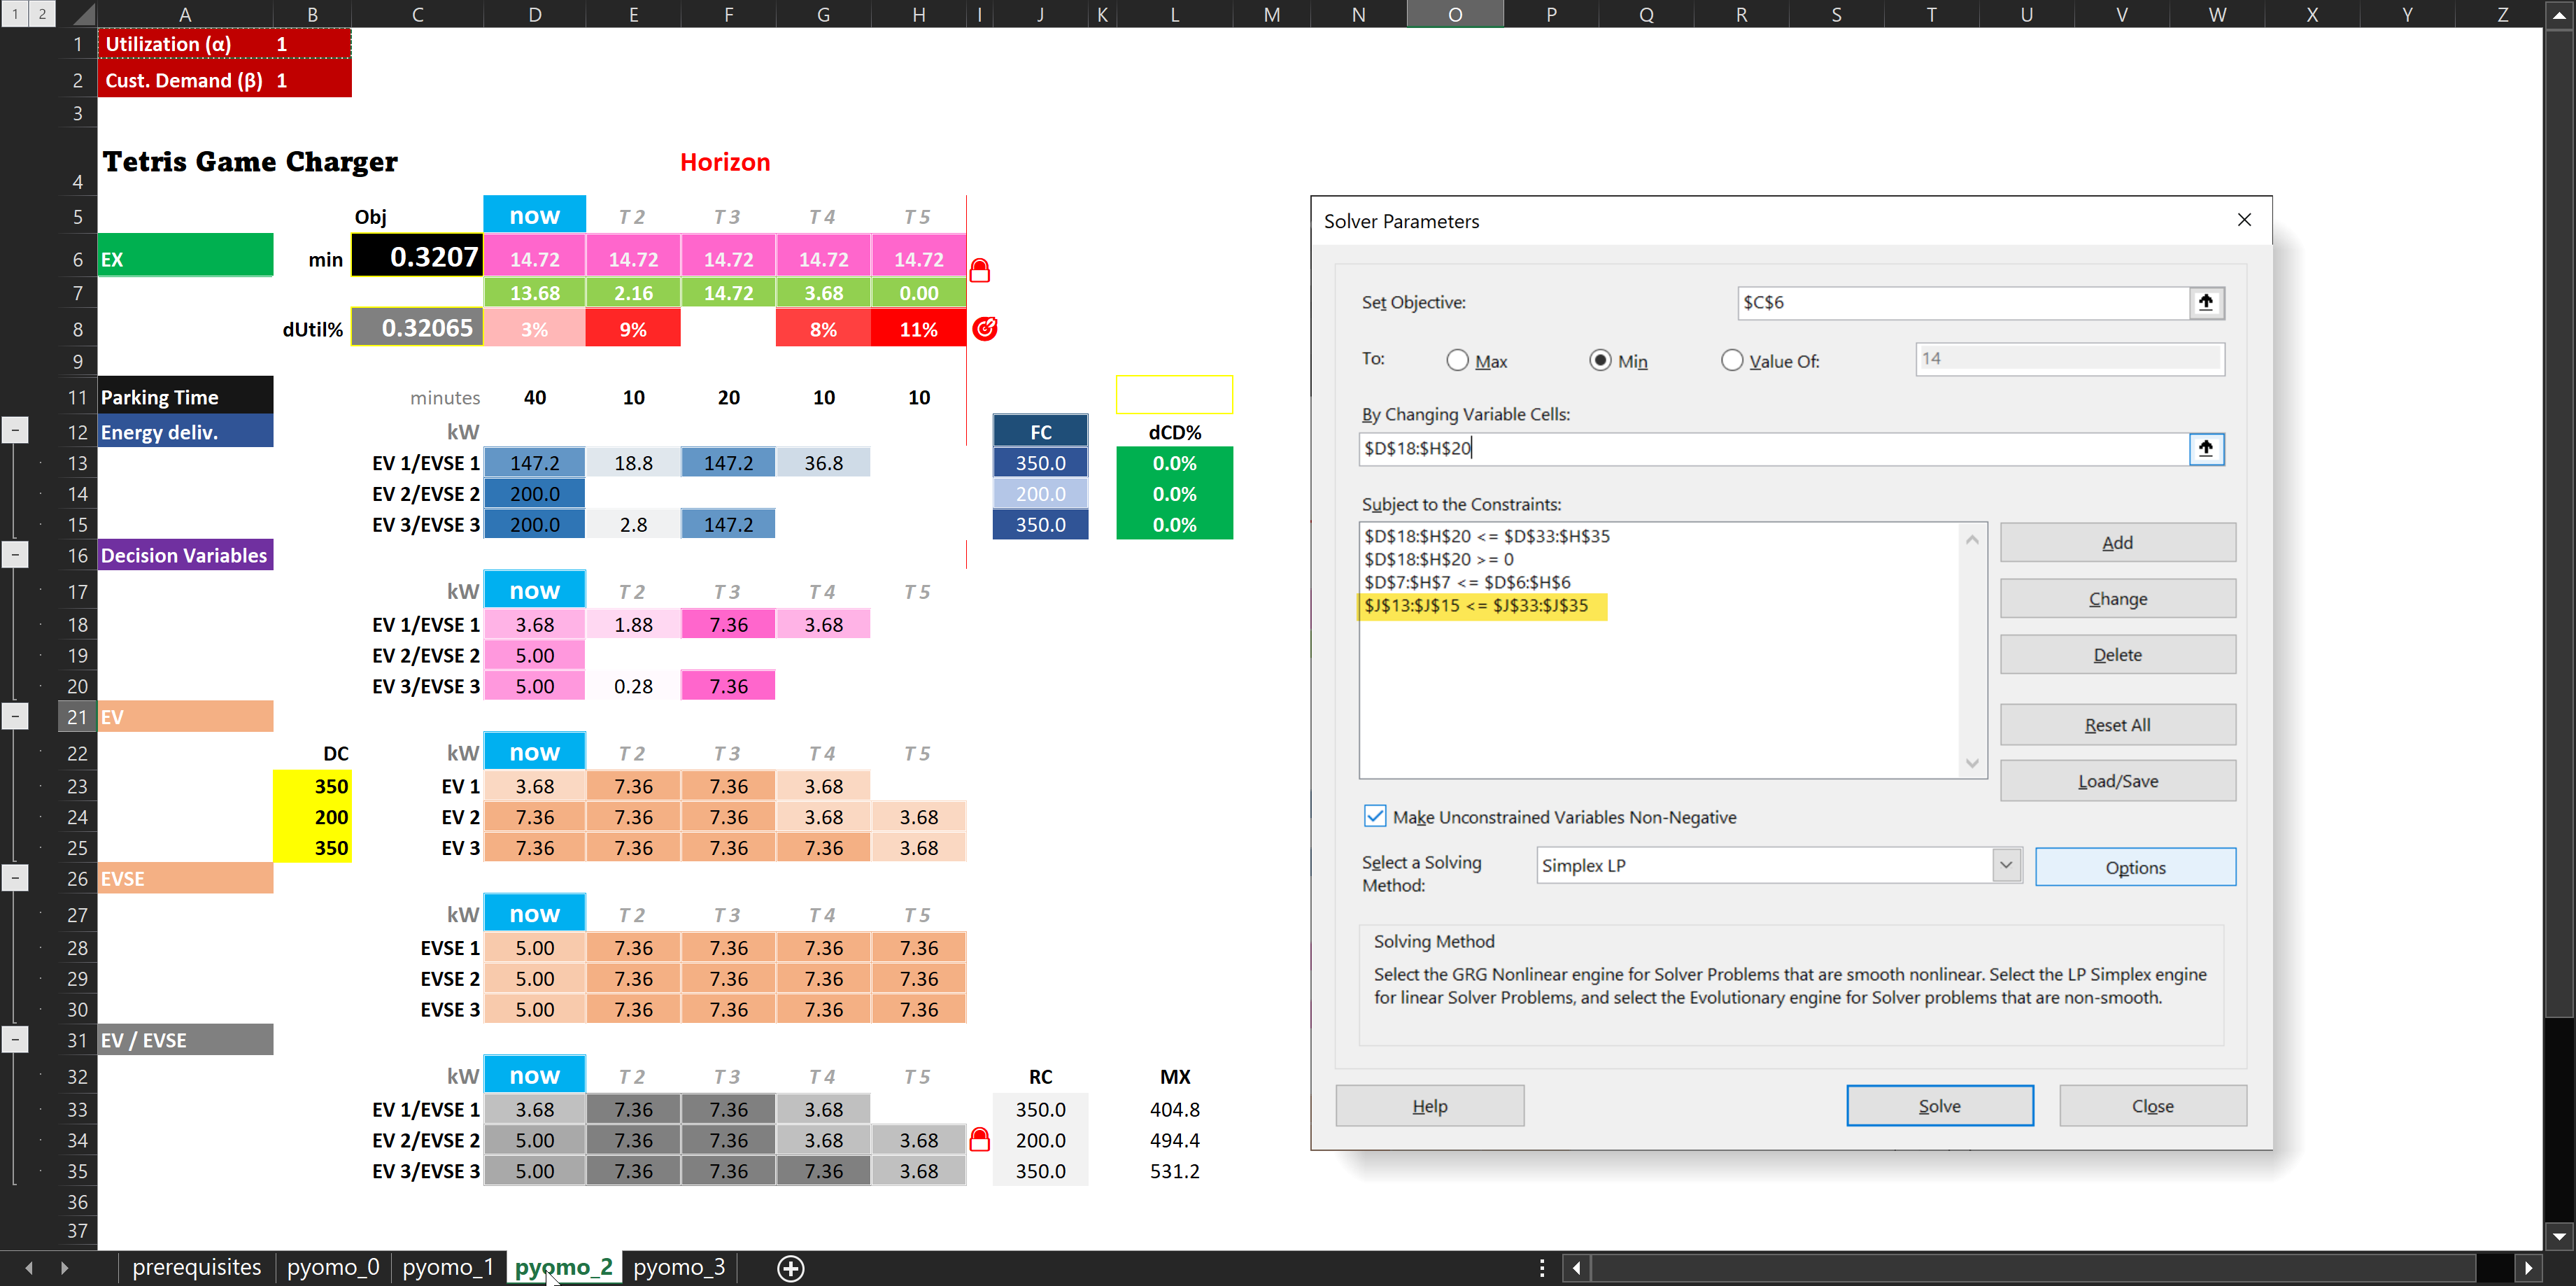 1 2 A B C D E F G H I J K L M N O P Q R S T U V W X Y Z
1 Utilization (α) 1
2 Cust. Demand (β) 1
3
4 Tetris Game Charger Horizon
5 Obj now T 2 T 3 T 4 T 5
6 EX min 0.3207 14.72 14.72 14.72 14.72 14.72
7 13.68 2.16 14.72 3.68 0.00
8 dUtil% 0.32065 3% 9% 8% 11%
9
11 Parking Time minutes 40 10 20 10 10
12 Energy deliv. kW FC dCD%
13 EV 1/EVSE 1 147.2 18.8 147.2 36.8 350.0 0.0%
14 EV 2/EVSE 2 200.0 200.0 0.0%
15 EV 3/EVSE 3 200.0 2.8 147.2 350.0 0.0%
16 Decision Variables
17 kW now T 2 T 3 T 4 T 5
18 EV 1/EVSE 1 3.68 1.88 7.36 3.68
19 EV 2/EVSE 2 5.00
20 EV 3/EVSE 3 5.00 0.28 7.36
21 EV
22 DC kW now T 2 T 3 T 4 T 5
23 350 EV 1 3.68 7.36 7.36 3.68
24 200 EV 2 7.36 7.36 7.36 3.68 3.68
25 350 EV 3 7.36 7.36 7.36 7.36 3.68
26 EVSE
27 kW now T 2 T 3 T 4 T 5
28 EVSE 1 5.00 7.36 7.36 7.36 7.36
29 EVSE 2 5.00 7.36 7.36 7.36 7.36
30 EVSE 3 5.00 7.36 7.36 7.36 7.36
31 EV / EVSE
32 kW now T 2 T 3 T 4 T 5 RC MX
33 EV 1/EVSE 1 3.68 7.36 7.36 3.68 350.0 404.8
34 EV 2/EVSE 2 5.00 7.36 7.36 3.68 3.68 200.0 494.4
35 EV 3/EVSE 3 5.00 7.36 7.36 7.36 3.68 350.0 531.2
36
37
Solver Parameters
Set Objective: $C$6
To: Max Min Value Of: 14
By Changing Variable Cells:
$D$18:$H$20
Subject to the Constraints:
$D$18:$H$20 <= $D$33:$H$35
$D$18:$H$20 >= 0
$D$7:$H$7 <= $D$6:$H$6
$J$13:$J$15 <= $J$33:$J$35
Add
Change
Delete
Reset All
Load/Save
Make Unconstrained Variables Non-Negative
Select a Solving
Method:
Simplex LP
Options
Solving Method
Select the GRG Nonlinear engine for Solver Problems that are smooth nonlinear. Select the LP Simplex engine
for linear Solver Problems, and select the Evolutionary engine for Solver problems that are non-smooth.
Help Solve Close
prerequisites pyomo_0 pyomo_1 pyomo_2 pyomo_3